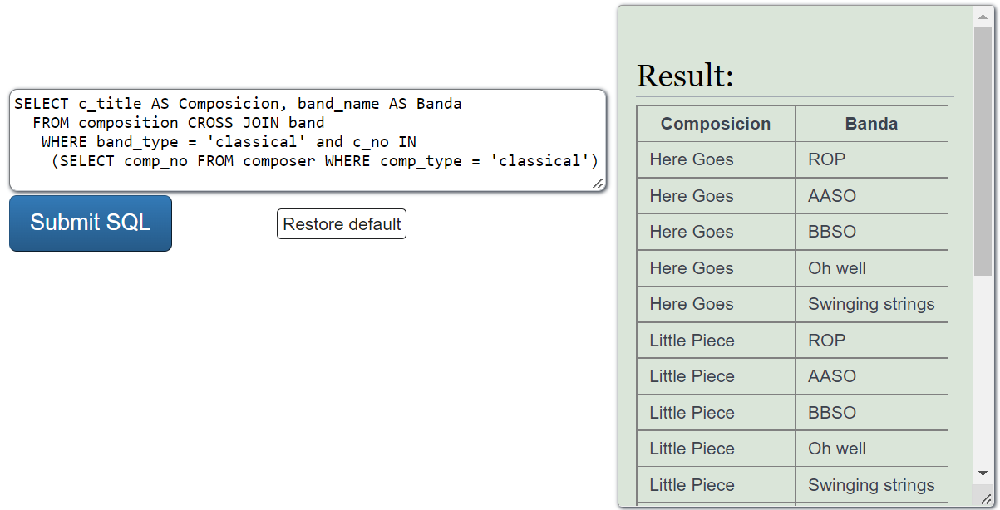 SELECT c_title AS Composicion, band_name AS Banda
FROM composition CROSS JOIN band
WHERE band_type = 'classical' and c_no IN
(SELECT comp_no FROM composer WHERE comp_type = 'classical')
Submit SQL
Restore default
Result:
Composicion Banda
Here Goes ROP
Here Goes AASO
Here Goes BBSO
Here Goes Oh well
Here Goes Swinging strings
Little Piece ROP
Little Piece AASO
Little Piece BBSO
Little Piece Oh well
Little Piece Swinging strings